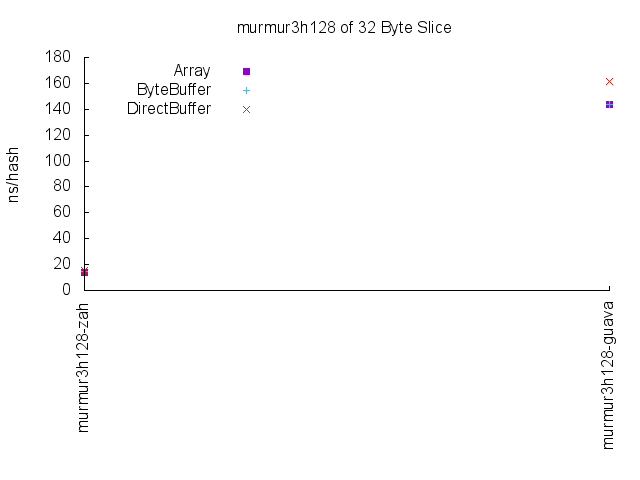 murmur3h128 of 32 Byte Slice
180
160
140
120
100
80
60
40
20
0
ns/hash
Array
ByteBuffer
DirectBuffer
murmur3h128-zah
murmur3h128-guava